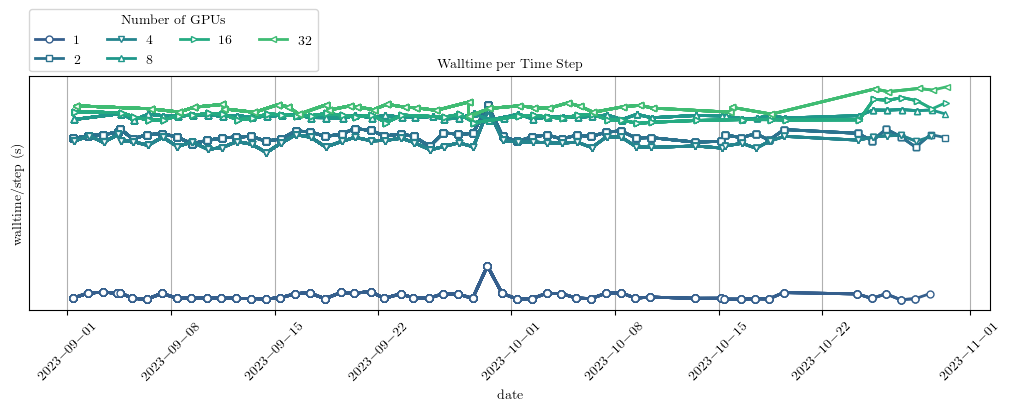 Number of GPUs
1 4 16 32
2 8
Walltime per Time Step
walltime/step (s)
2023-09-01 2023-09-08 2023-09-15 2023-09-22 2023-10-01 2023-10-08 2023-10-15 2023-10-22 2023-11-01
date